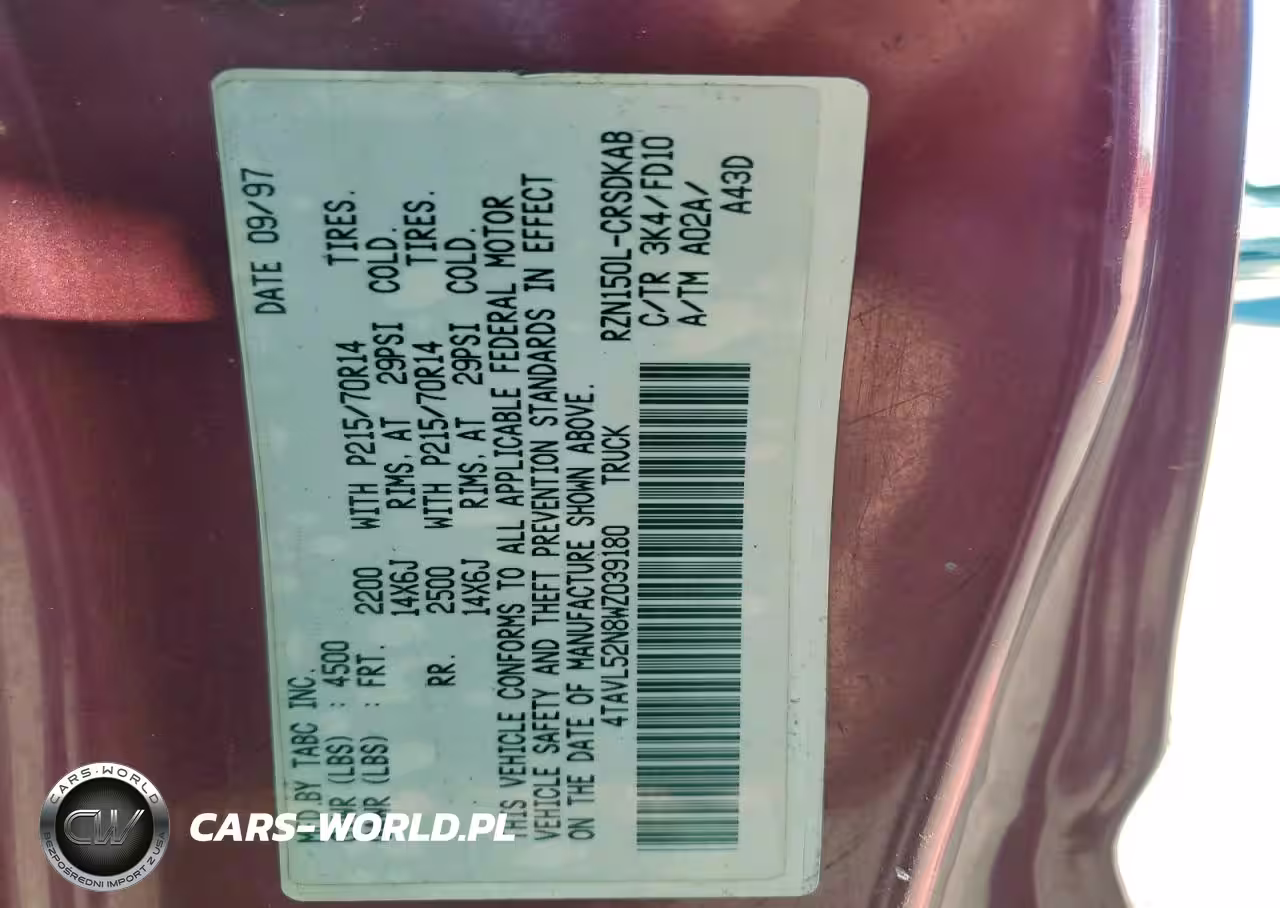 MFD BY TABC INC. DATE 09/97
GVWR (LBS) : 4500
GAWR (LBS) : FRT. 2200 WITH P215/70R14 TIRES.
14X6J RIMS, AT 29PSI COLD.
RR. 2500 WITH P215/70R14 TIRES.
14X6J RIMS, AT 29PSI COLD.
THIS VEHICLE CONFORMS TO ALL APPLICABLE FEDERAL MOTOR
VEHICLE SAFETY AND THEFT PREVENTION STANDARDS IN EFFECT
ON THE DATE OF MANUFACTURE SHOWN ABOVE.
4TAVL52N8WZ039180 TRUCK
RZN150L-CRSDKAB
C/TR 3K4/FD10
A/TM A02A/
A43D
CARS-WORLD
CW
BEZPOŚREDNI IMPORT Z USA
CARS-WORLD.PL